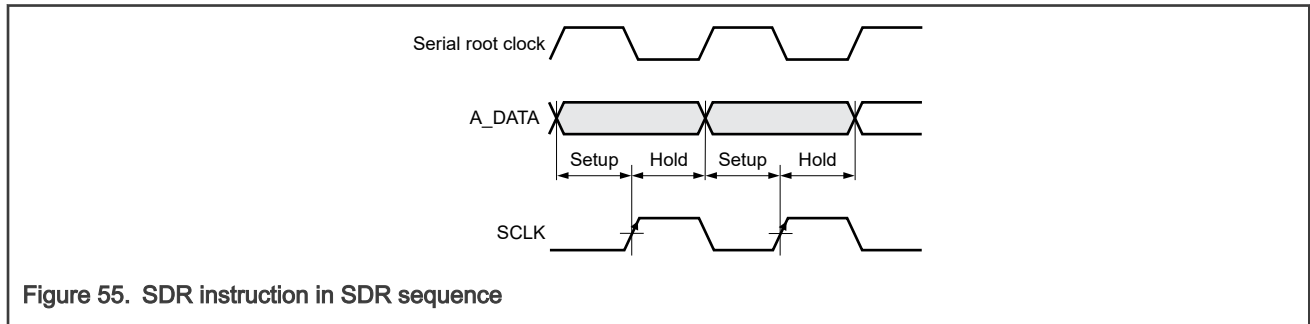 Serial root clock
A_DATA
Setup Hold Setup Hold
SCLK
Figure 55. SDR instruction in SDR sequence